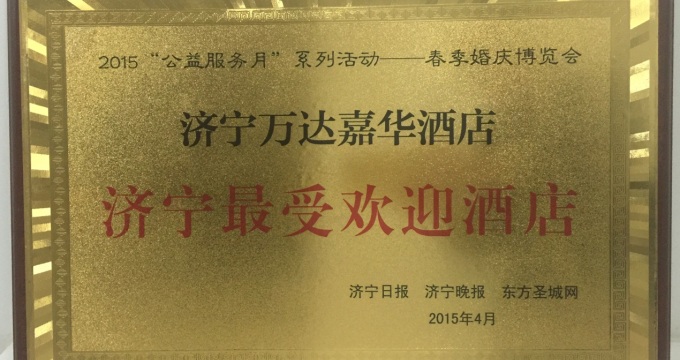 2015“公益服务月”系列活动——春季婚庆博览会
济宁万达嘉华酒店
济宁最受欢迎酒店
济宁日报 济宁晚报 东方圣城网
2015年4月